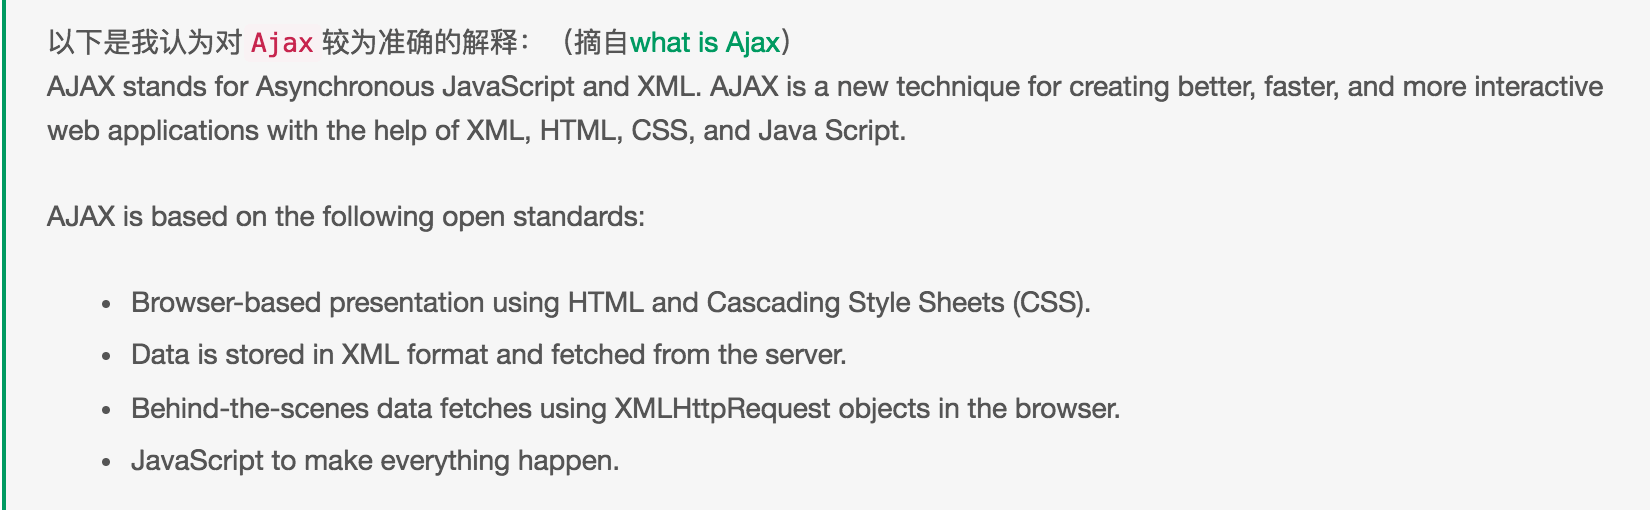 以下是我认为对 Ajax 较为准确的解释：（摘自what is Ajax）
AJAX stands for Asynchronous JavaScript and XML. AJAX is a new technique for creating better, faster, and more interactive
web applications with the help of XML, HTML, CSS, and Java Script.
AJAX is based on the following open standards:
• Browser-based presentation using HTML and Cascading Style Sheets (CSS).
• Data is stored in XML format and fetched from the server.
• Behind-the-scenes data fetches using XMLHttpRequest objects in the browser.
• JavaScript to make everything happen.